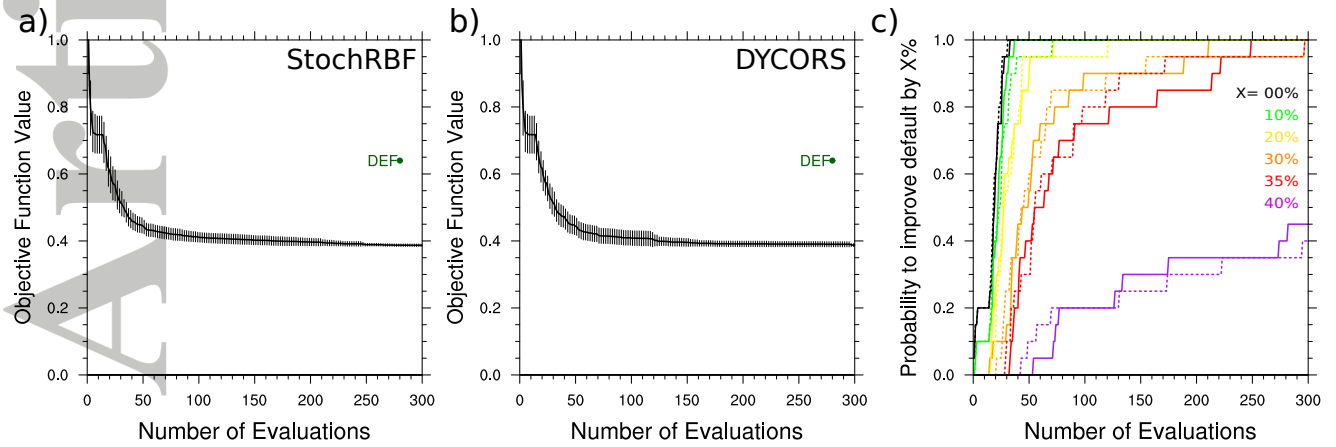 a)
StochRBF
Objective Function Value
1.0
0.8
0.6
0.4
0.2
0.0
DEF
0 50 100 150 200 250 300
Number of Evaluations
b)
DYCORS
Objective Function Value
1.0
0.8
0.6
0.4
0.2
0.0
DEF
0 50 100 150 200 250 300
Number of Evaluations
c)
Probability to improve default by X%
1.0
0.8
0.6
0.4
0.2
0.0
X= 00%
10%
20%
30%
35%
40%
0 50 100 150 200 250 300
Number of Evaluations
Arti